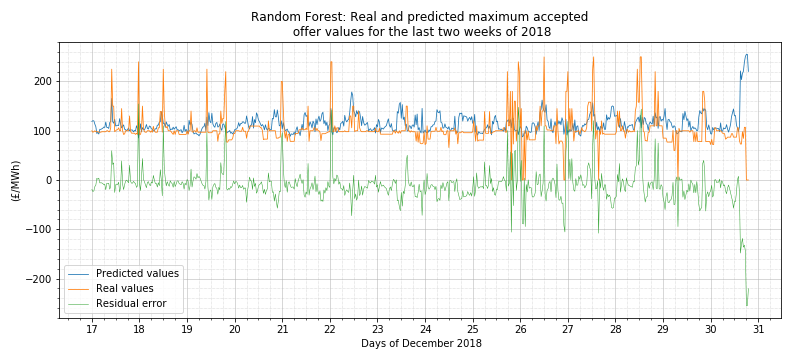 Random Forest: Real and predicted maximum accepted
offer values for the last two weeks of 2018
(£/MWh)
200
100
0
−100
−200
Predicted values
Real values
Residual error
17 18 19 20 21 22 23 24 25 26 27 28 29 30 31
Days of December 2018